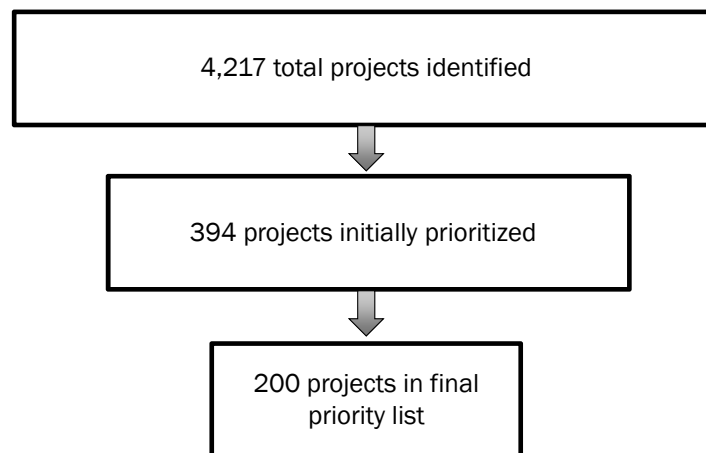 4,217 total projects identified
394 projects initially prioritized
200 projects in final
priority list